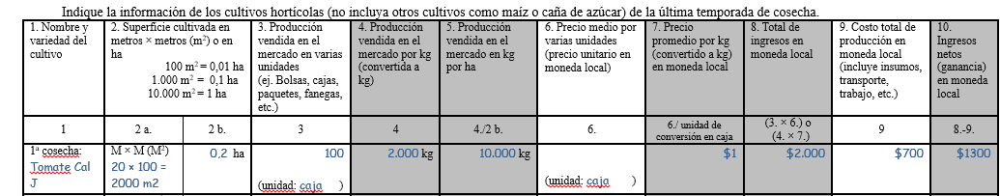 Indique la información de los cultivos hortícolas (no incluya otros cultivos como maíz o caña de azúcar) de la última temporada de cosecha.
1. Nombre y
variedad del
cultivo
2. Superficie cultivada en
metros × metros (m²) o en
ha
100 m² = 0,01 ha
1.000 m² = 0,1 ha
10.000 m² = 1 ha
3. Producción
vendida en el
mercado en varias
unidades
(ej. Bolsas, cajas,
paquetes, fanegas,
etc.)
4. Producción
vendida en el
mercado por kg
(convertida a
kg)
5. Producción
vendida en el
mercado en kg
por ha
6. Precio medio por
varias unidades
(precio unitario en
moneda local)
7. Precio
promedio por kg
(convertido a kg)
en moneda local
8. Total de
ingresos en
moneda local
9. Costo total de
producción en
moneda local
(incluye insumos,
transporte,
trabajo, etc.)
10.
Ingresos
netos
(ganancia)
en moneda
local
1
2 a.
2 b.
3
4
4./2 b.
6.
6./ unidad de
conversión en caja
(3. × 6.) o
(4. × 7.)
9
8.-9.
1ª cosecha:
Tomate Cal
J
M × M (M²)
20 × 100 =
2000 m2
0,2 ha
100
(unidad: caja )
2.000 kg
10.000 kg
(unidad: caja )
$1
$2.000
$700
$1300